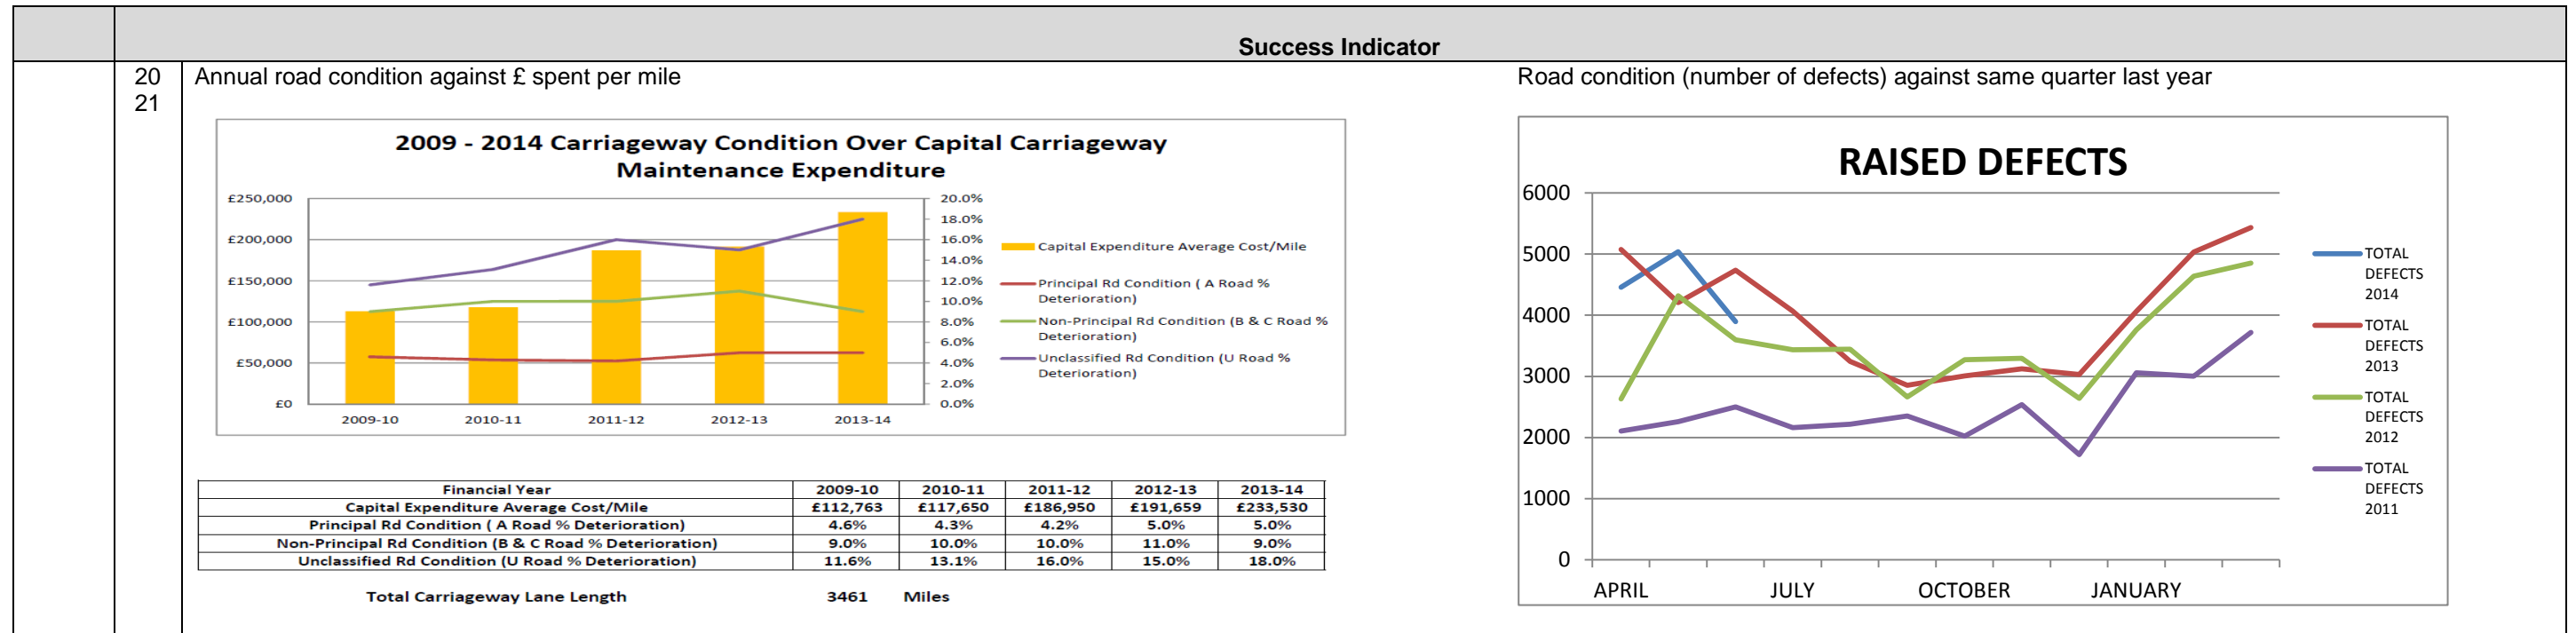 Success Indicator
20
21
Annual road condition against £ spent per mile
2009 - 2014 Carriageway Condition Over Capital Carriageway
Maintenance Expenditure
£250,000
£200,000
£150,000
£100,000
£50,000
£0
20.0%
18.0%
16.0%
14.0%
12.0%
10.0%
8.0%
6.0%
4.0%
2.0%
0.0%
2009-10 2010-11 2011-12 2012-13 2013-14
Capital Expenditure Average Cost/Mile
Principal Rd Condition ( A Road %
Deterioration)
Non-Principal Rd Condition (B & C Road %
Deterioration)
Unclassified Rd Condition (U Road %
Deterioration)
Financial Year 2009-10 2010-11 2011-12 2012-13 2013-14
Capital Expenditure Average Cost/Mile £112,763 £117,650 £186,950 £191,659 £233,530
Principal Rd Condition ( A Road % Deterioration) 4.6% 4.3% 4.2% 5.0% 5.0%
Non-Principal Rd Condition (B & C Road % Deterioration) 9.0% 10.0% 10.0% 11.0% 9.0%
Unclassified Rd Condition (U Road % Deterioration) 11.6% 13.1% 16.0% 15.0% 18.0%
Total Carriageway Lane Length 3461 Miles
Road condition (number of defects) against same quarter last year
RAISED DEFECTS
6000
5000
4000
3000
2000
1000
0
APRIL JULY OCTOBER JANUARY
TOTAL
DEFECTS
2014
TOTAL
DEFECTS
2013
TOTAL
DEFECTS
2012
TOTAL
DEFECTS
2011